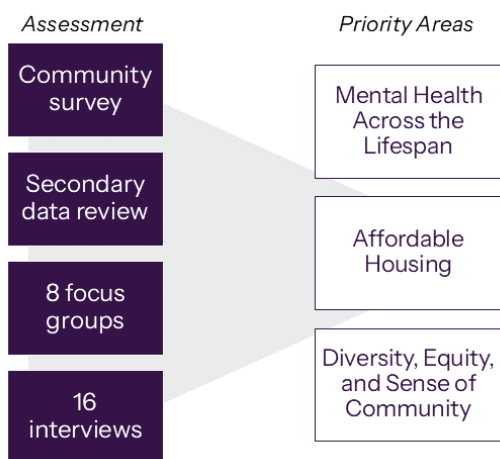 Assessment
Community
survey
Secondary
data review
8 focus
groups
16
interviews
Priority Areas
Mental Health
Across the
Lifespan
Affordable
Housing
Diversity, Equity,
and Sense of
Community